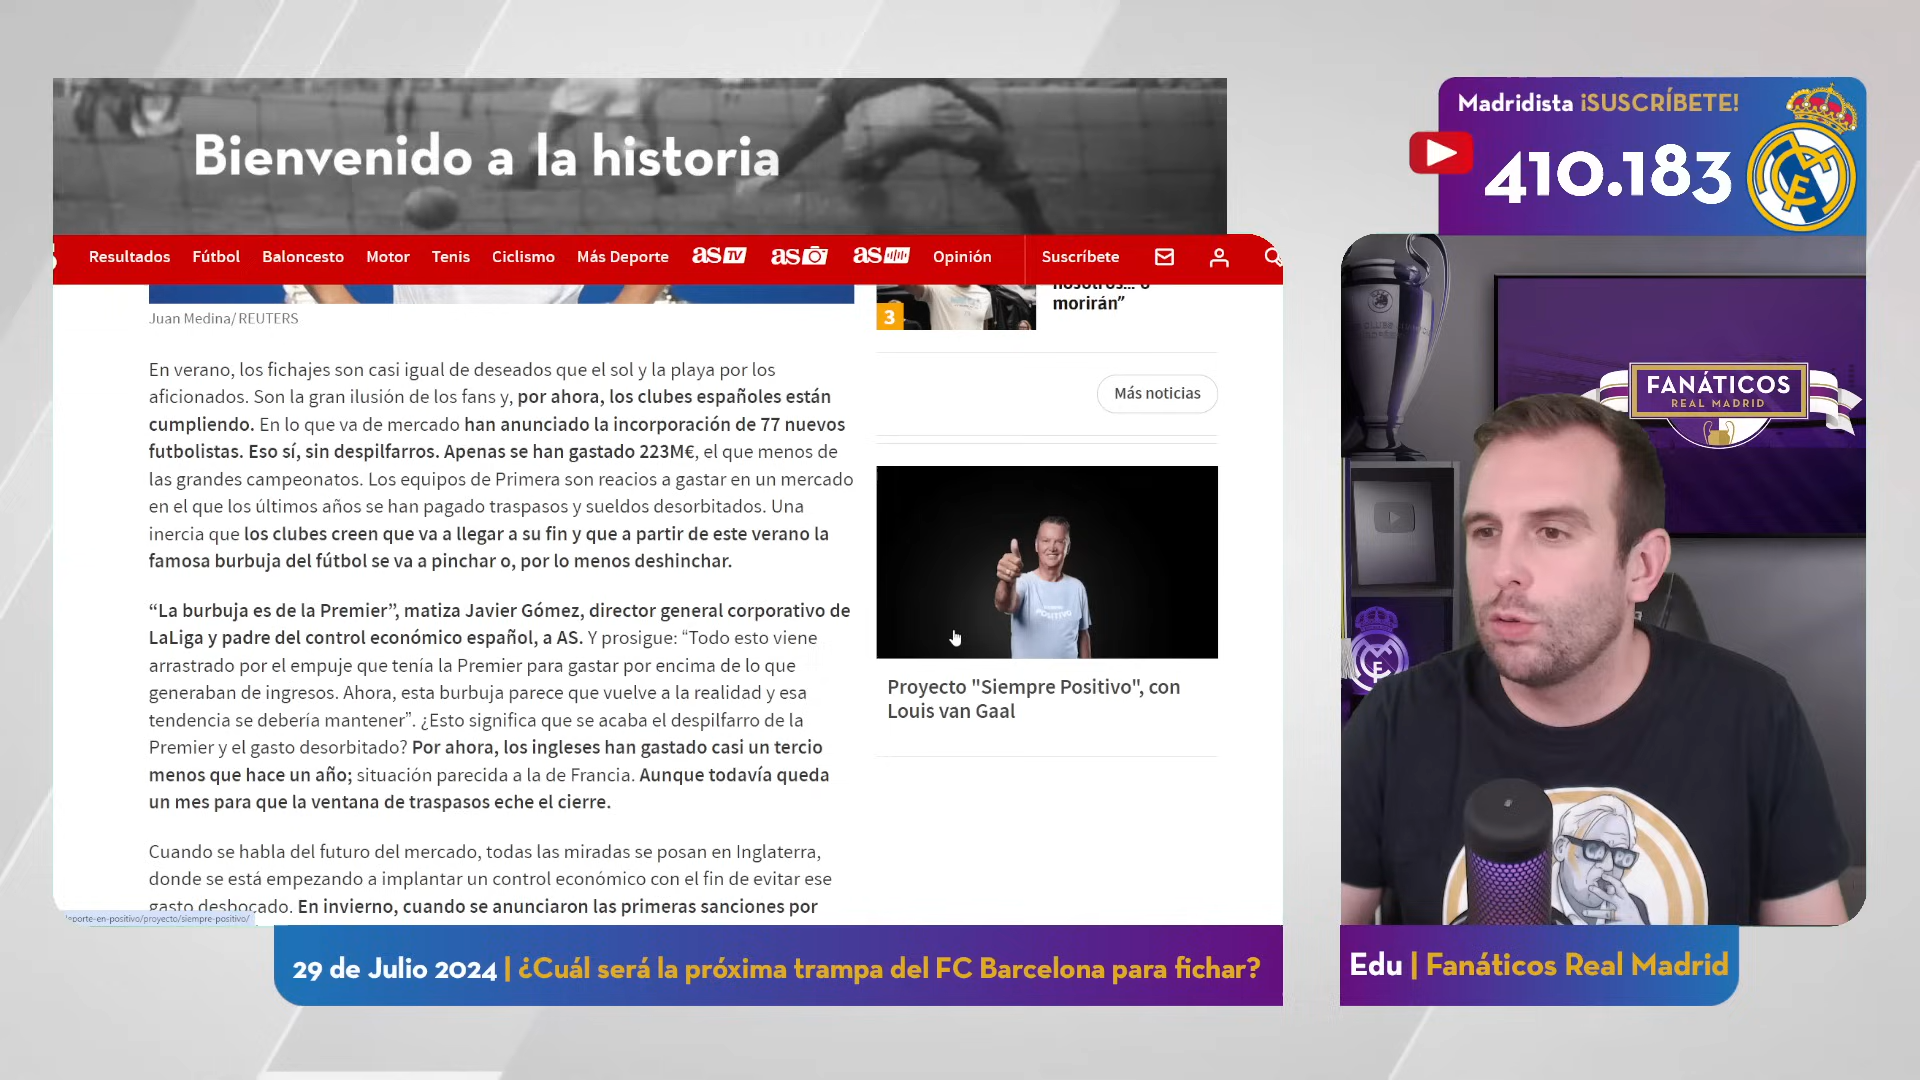 Madridista ¡SUSCRÍBETE!
410.183
Bienvenido a la historia
Resultados Fútbol Baloncesto Motor Tenis Ciclismo Más Deporte as TV as as Opinión Suscríbete
Juan Medina/ REUTERS
En verano, los fichajes son casi igual de deseados que el sol y la playa por los
aficionados. Son la gran ilusión de los fans y, por ahora, los clubes españoles están
cumpliendo. En lo que va de mercado han anunciado la incorporación de 77 nuevos
futbolistas. Eso sí, sin despilfarros. Apenas se han gastado 223M€, el que menos de
las grandes campeonatos. Los equipos de Primera son reacios a gastar en un mercado
en el que los últimos años se han pagado traspasos y sueldos desorbitados. Una
inercia que los clubes creen que va a llegar a su fin y que a partir de este verano la
famosa burbuja del fútbol se va a pinchar o, por lo menos deshinchar.
“La burbuja es de la Premier”, matiza Javier Gómez, director general corporativo de
LaLiga y padre del control económico español, a AS. Y prosigue: “Todo esto viene
arrastrado por el empuje que tenía la Premier para gastar por encima de lo que
generaban de ingresos. Ahora, esta burbuja parece que vuelve a la realidad y esa
tendencia se debería mantener”. ¿Esto significa que se acaba el despilfarro de la
Premier y el gasto desorbitado? Por ahora, los ingleses han gastado casi un tercio
menos que hace un año; situación parecida a la de Francia. Aunque todavía queda
un mes para que la ventana de traspasos eche el cierre.
Cuando se habla del futuro del mercado, todas las miradas se posan en Inglaterra,
donde se está empezando a implantar un control económico con el fin de evitar ese
gasto desbocado. En invierno, cuando se anunciaron las primeras sanciones por
eporte-en-positivo/proyecto/siempre-positivo/
nosotros... o
morirán”
3
Más noticias
POSITIVO
Proyecto "Siempre Positivo", con
Louis van Gaal
FANÁTICOS
REAL MADRID
29 de Julio 2024 | ¿Cuál será la próxima trampa del FC Barcelona para fichar?
Edu | Fanáticos Real Madrid